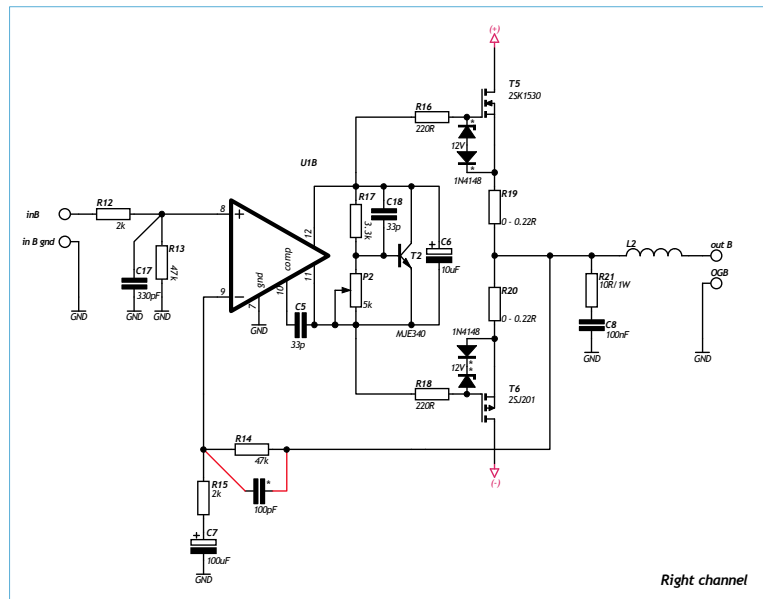 (+)
T5
2SK1530
R16
220R
*
12V
*
1N4148
U1B
R17
3.3k
C18
33p
R19
0 - 0.22R
inB
R12
2k
8
+
12
in B gnd
C17
330pF
R13
47k
GND
GND
GND
9
-
gnd
7
GND
comp
10
11
C5
33p
P2
5k
T2
MJE340
+
C6
10uF
L2
out B
OGB
GND
R21
10R/1W
C8
100nF
GND
R20
0 - 0.22R
1N4148
12V
*
*
R18
220R
T6
2SJ201
(-)
R14
47k
*
100pF
R15
2k
+
C7
100uF
GND
Right channel